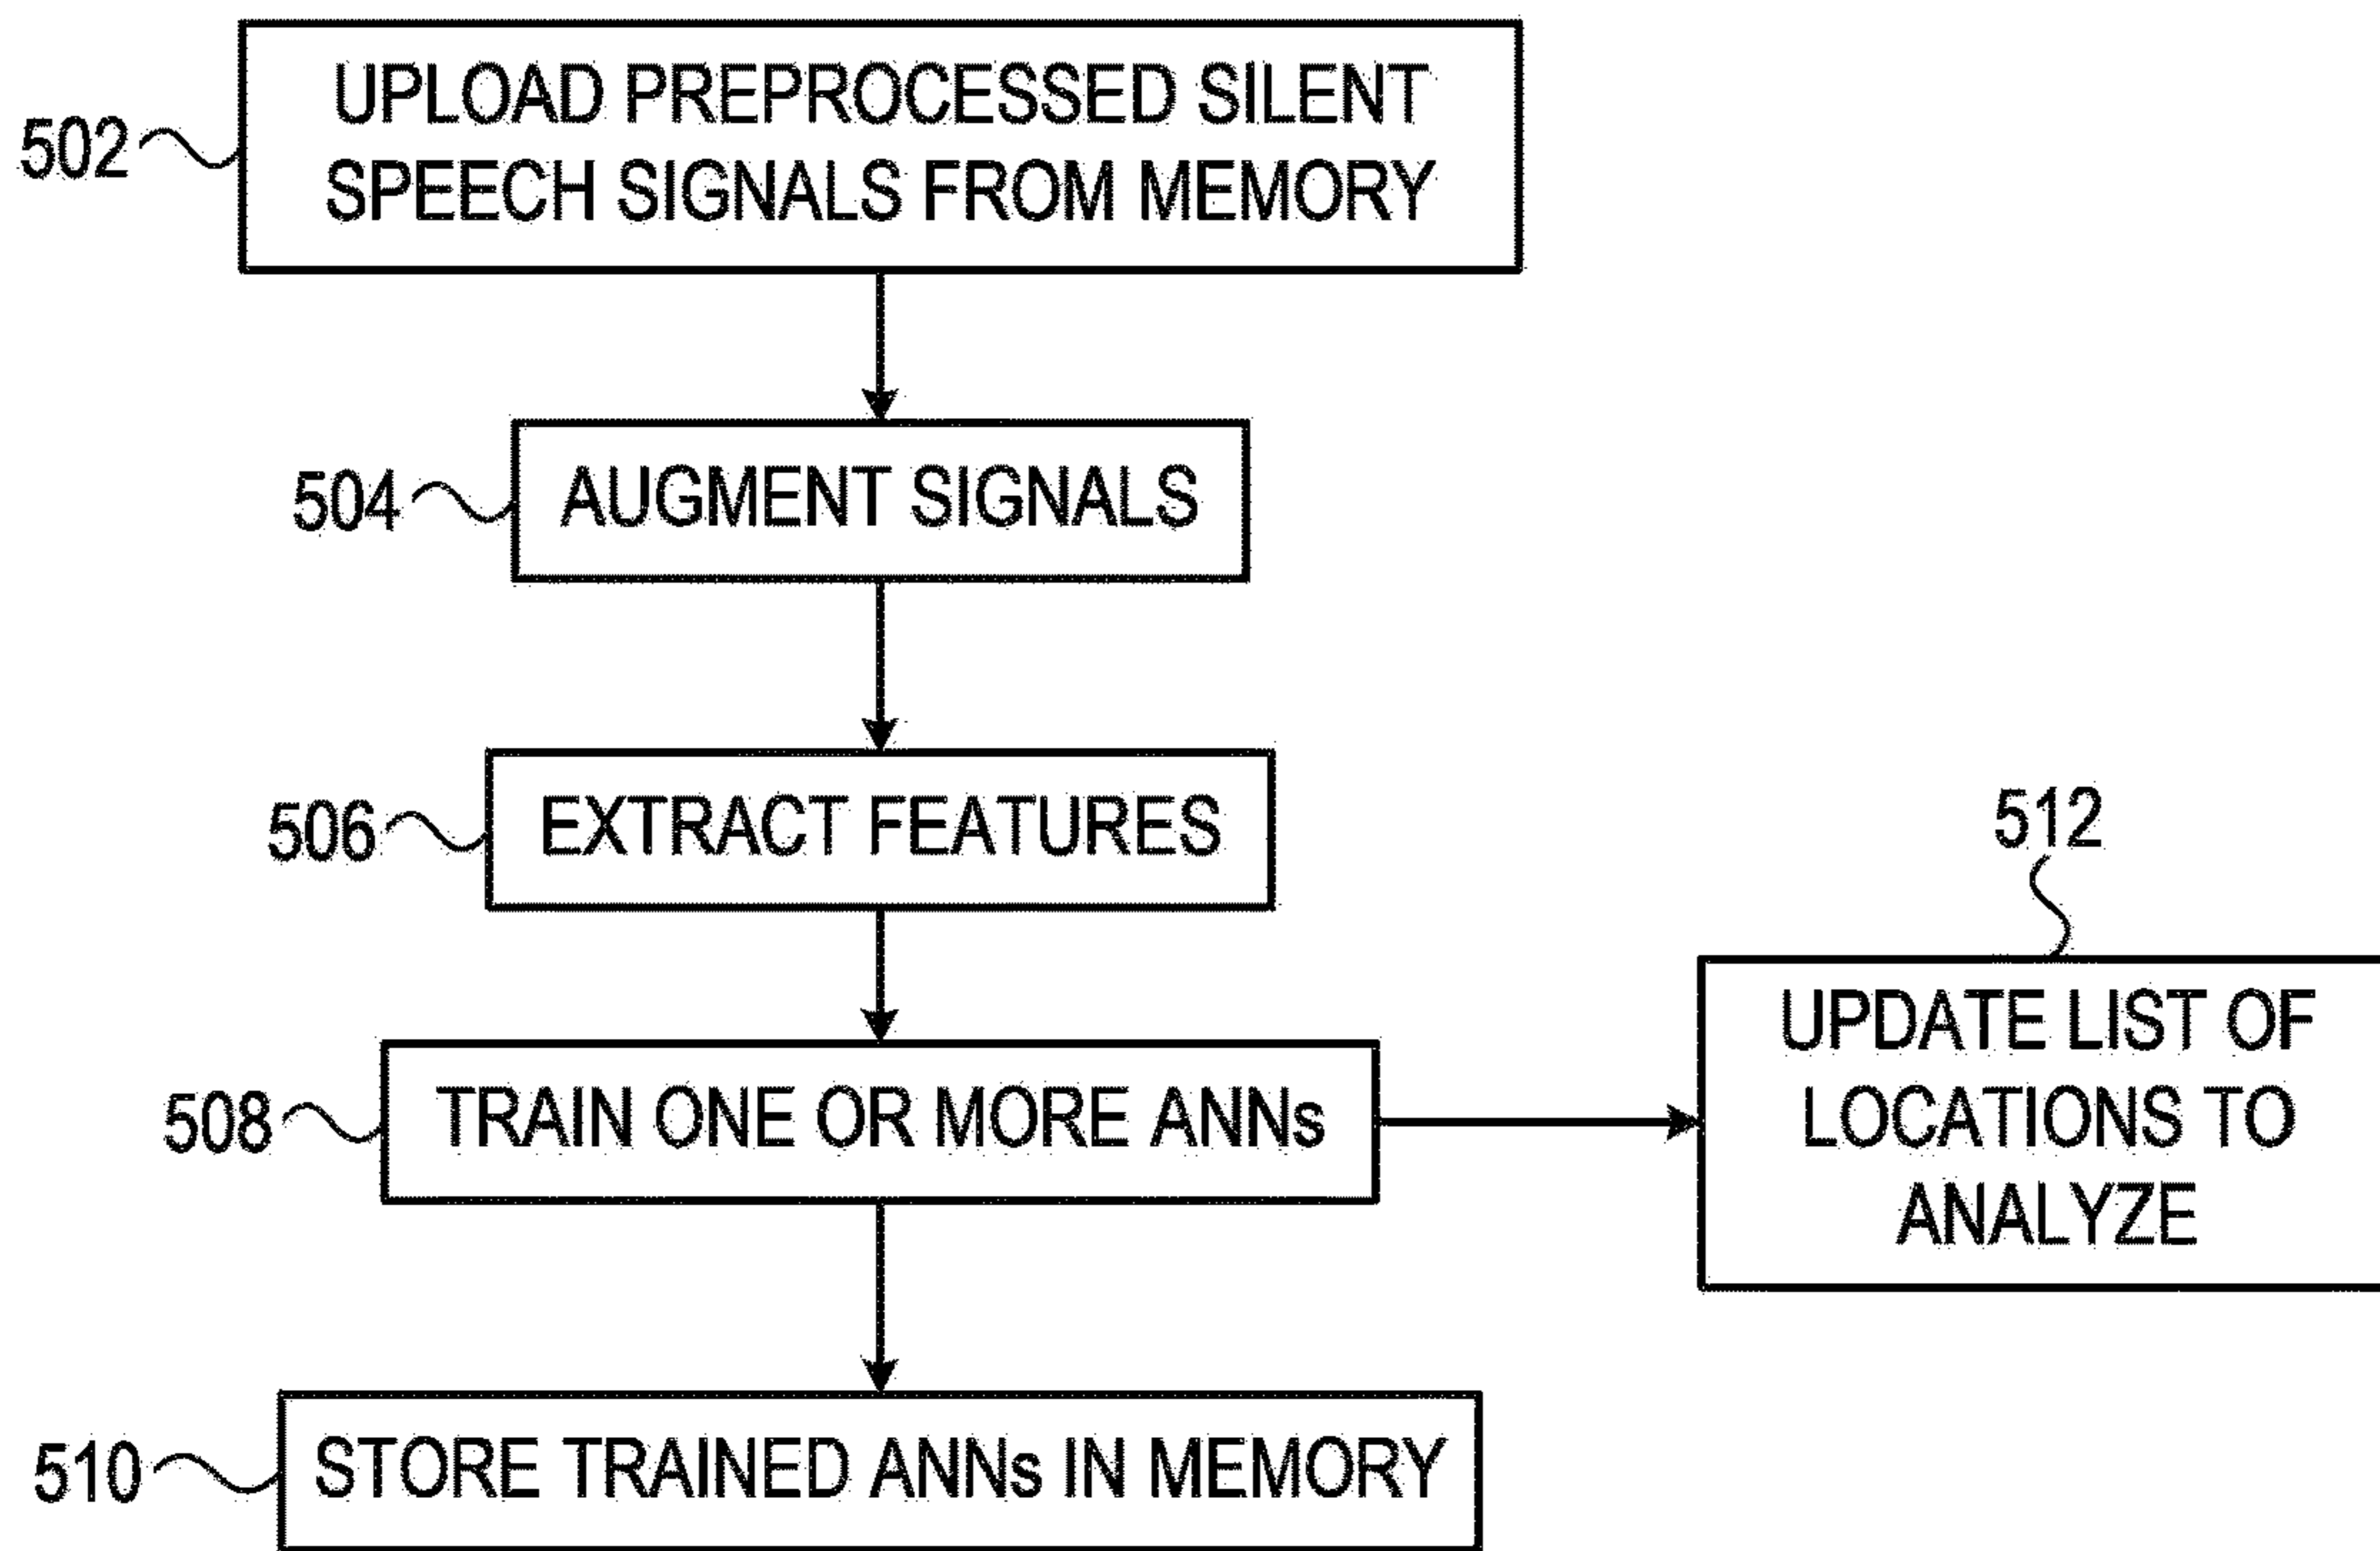 502
UPLOAD PREPROCESSED SILENT
SPEECH SIGNALS FROM MEMORY
504
AUGMENT SIGNALS
506
EXTRACT FEATURES
508
TRAIN ONE OR MORE ANNs
512
UPDATE LIST OF
LOCATIONS TO
ANALYZE
510
STORE TRAINED ANNs IN MEMORY